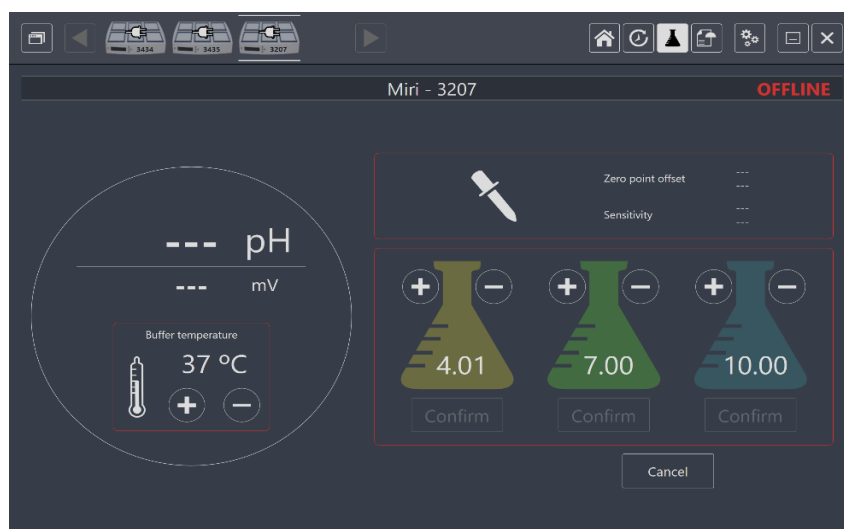 3434
3435
3207
Miri - 3207
OFFLINE
Zero point offset
---
---
Sensitivity
---
---
--- pH
--- mV
Buffer temperature
37 ºC
4.01
7.00
10.00
Confirm
Confirm
Confirm
Cancel